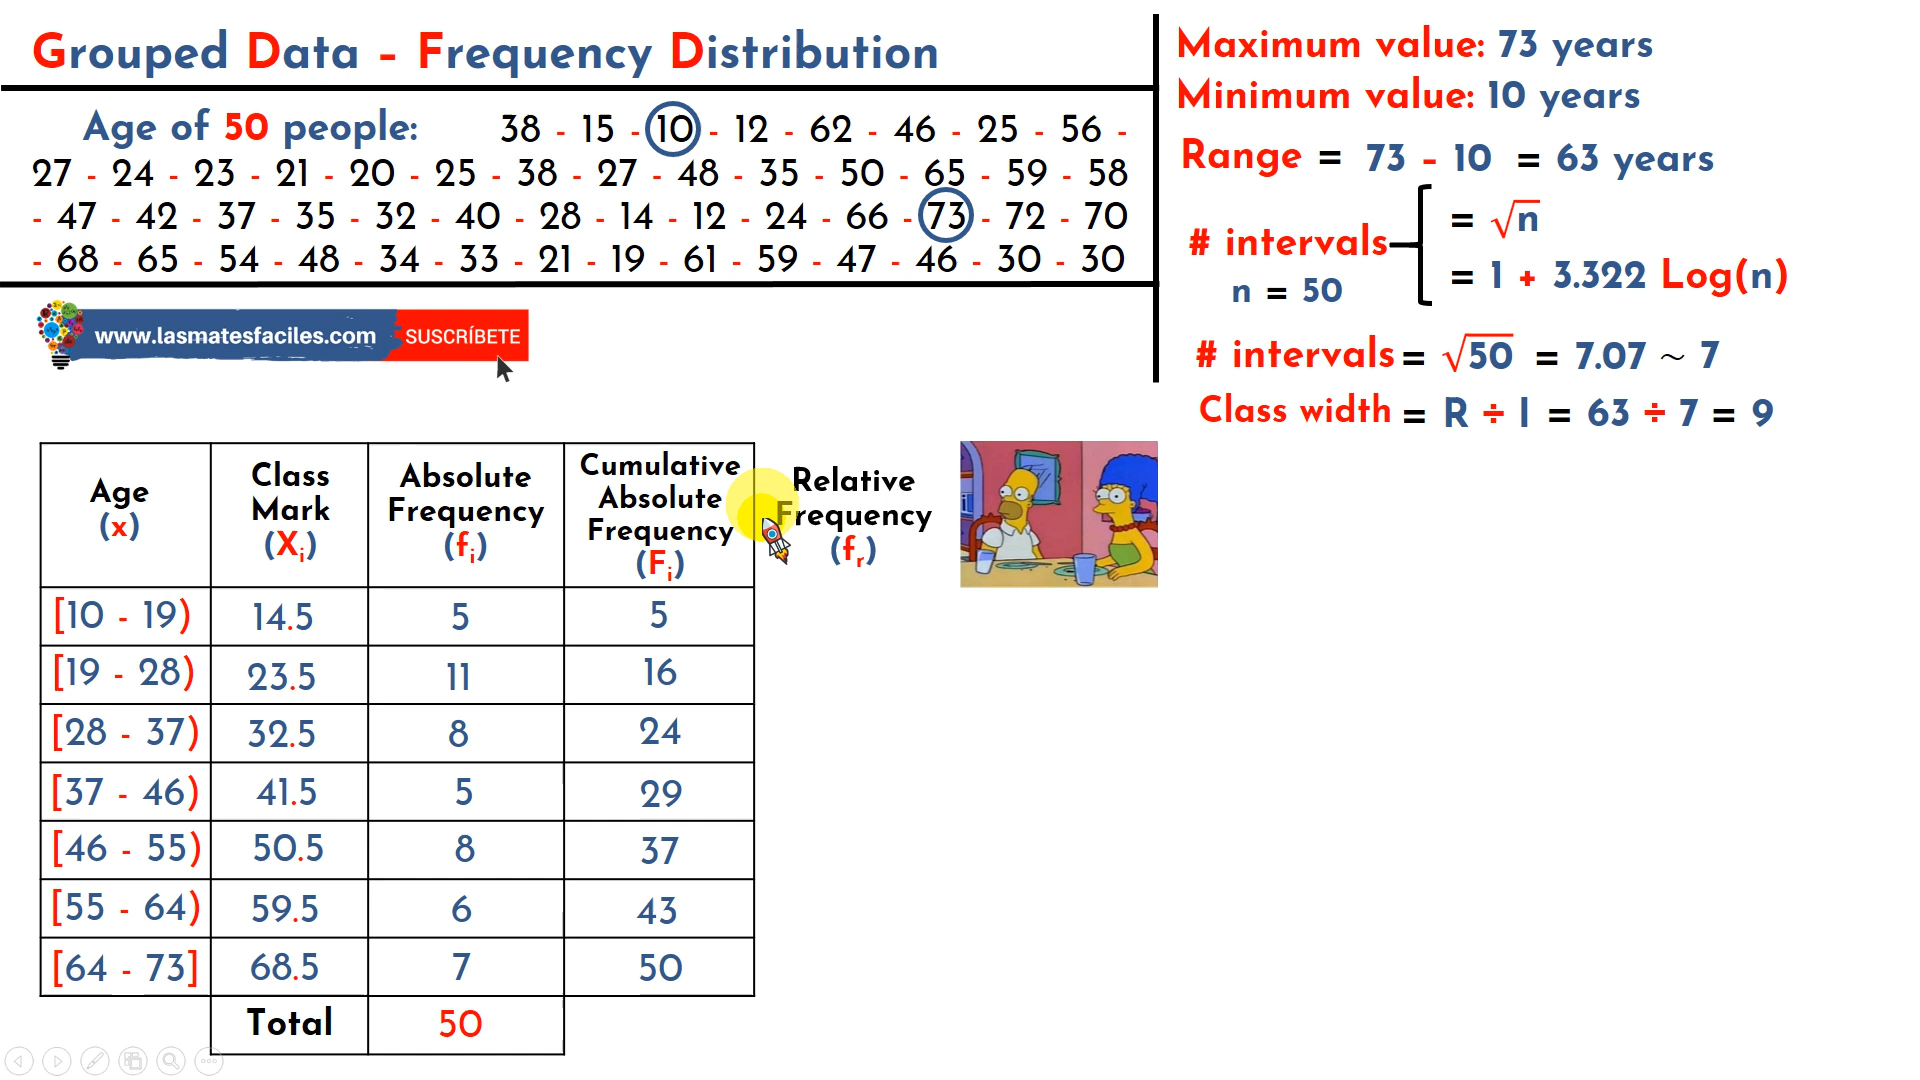 Grouped Data - Frequency Distribution
Age of 50 people: 38 - 15 - 10 - 12 - 62 - 46 - 25 - 56 -
27 - 24 - 23 - 21 - 20 - 25 - 38 - 27 - 48 - 35 - 50 - 65 - 59 - 58
- 47 - 42 - 37 - 35 - 32 - 40 - 28 - 14 - 12 - 24 - 66 - 73 - 72 - 70
- 68 - 65 - 54 - 48 - 34 - 33 - 21 - 19 - 61 - 59 - 47 - 46 - 30 - 30
www.lasmatesfaciles.com SUSCRÍBETE
Maximum value: 73 years
Minimum value: 10 years
Range = 73 - 10 = 63 years
# intervals
n = 50
= √n
= 1 + 3.322 Log(n)
# intervals = √50 = 7.07 ~ 7
Class width = R ÷ I = 63 ÷ 7 = 9
Age
(x)
Class
Mark
(Xi)
Absolute
Frequency
(fi)
Cumulative
Absolute
Frequency
(Fi)
Relative
Frequency
(fr)
[10 - 19) 14.5 5 5
[19 - 28) 23.5 11 16
[28 - 37) 32.5 8 24
[37 - 46) 41.5 5 29
[46 - 55) 50.5 8 37
[55 - 64) 59.5 6 43
[64 - 73] 68.5 7 50
Total 50